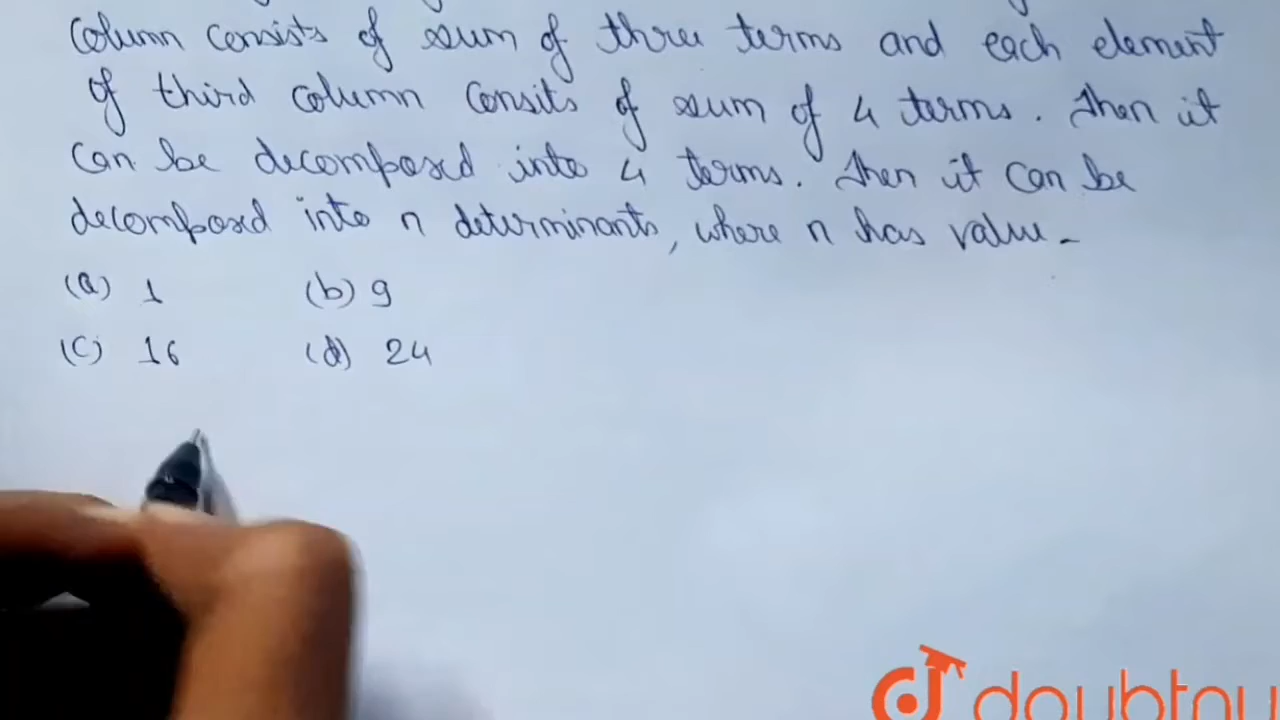 column consists of sum of three terms and each element
of third column consits of sum of 4 terms. Then it
can be decomposed into 4 terms. Then it can be
decomposed into n determinants, where n has value -
(a) 1 (b) 9
(c) 16 (d) 24
doubtnu